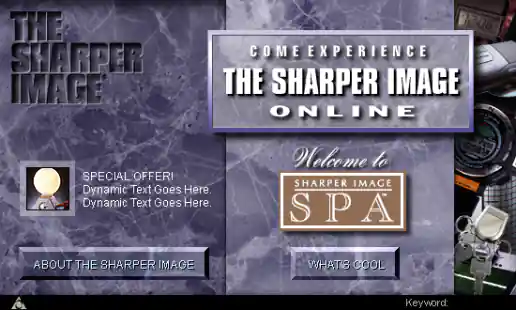 THE
SHARPER
IMAGE
COME EXPERIENCE
THE SHARPER IMAGE
ONLINE
Welcome to
SHARPER IMAGE
SPA
SPECIAL OFFER!
Dynamic Text Goes Here.
Dynamic Text Goes Here.
ABOUT THE SHARPER IMAGE
WHAT'S COOL
Keyword: